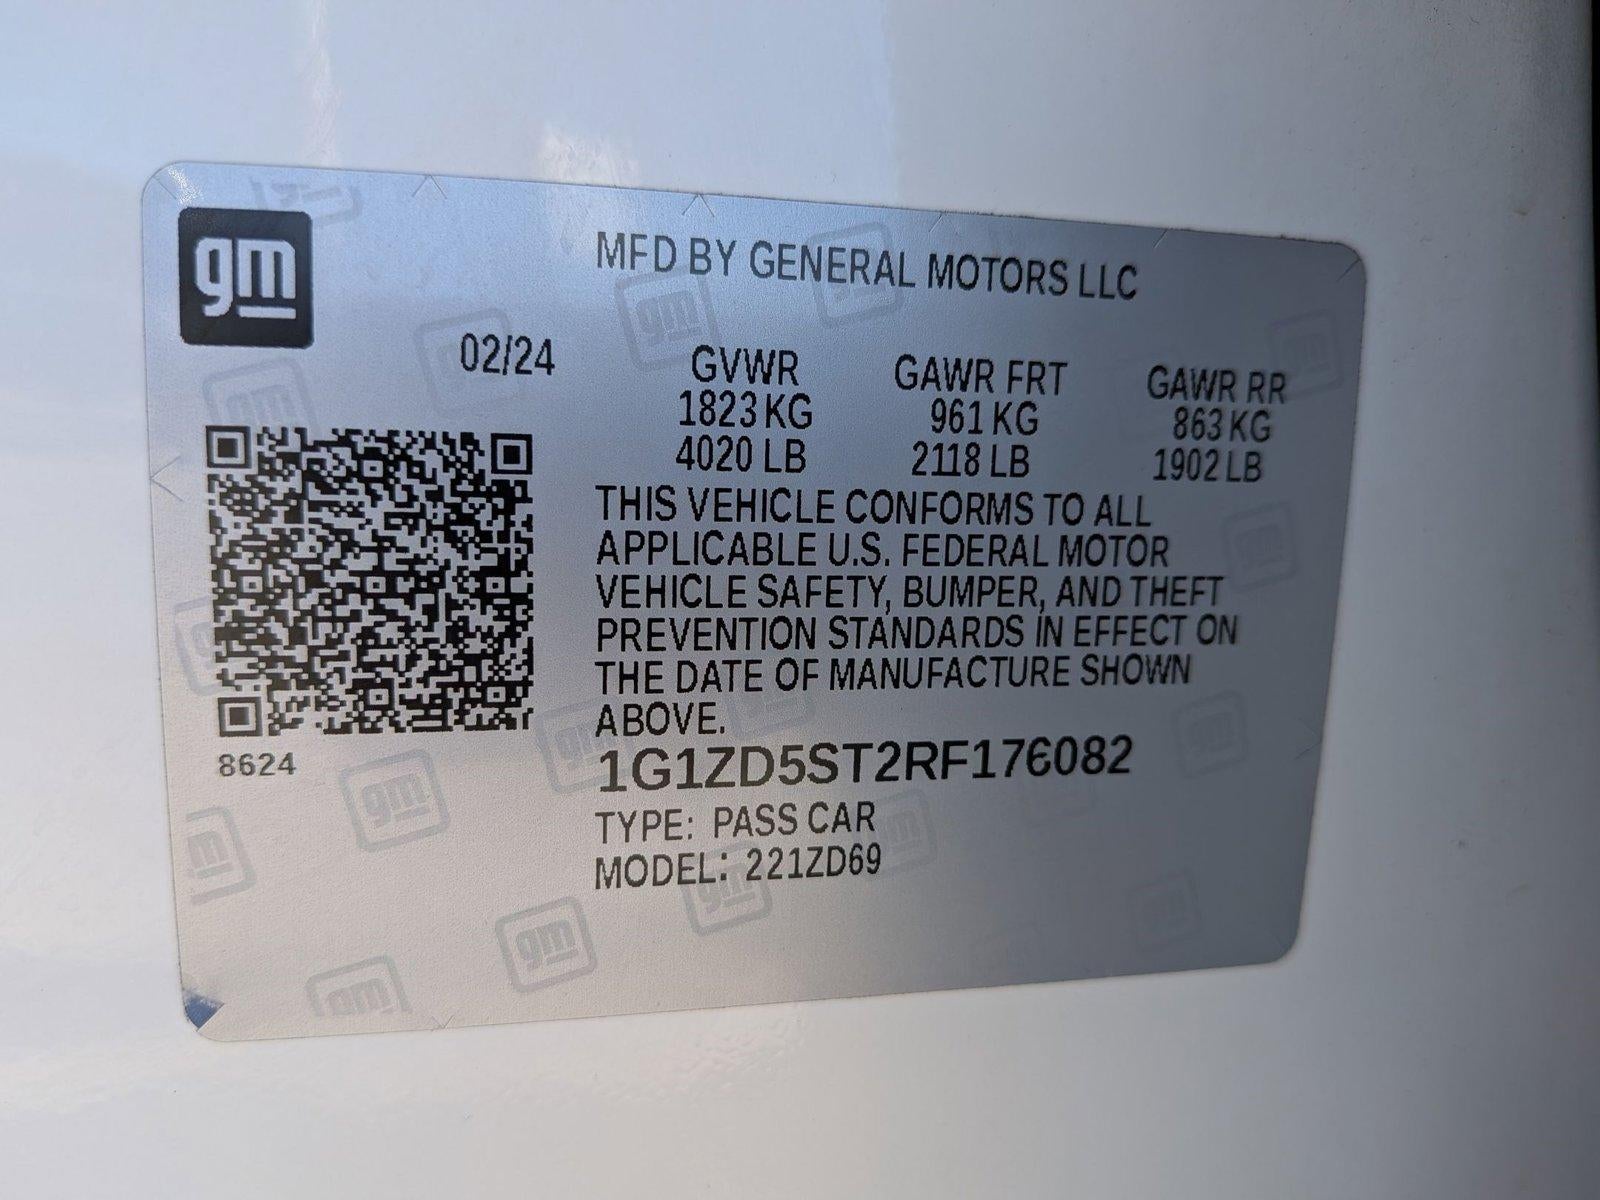 gm
MFD BY GENERAL MOTORS LLC
02/24
GVWR GAWR FRT GAWR RR
1823 KG 961 KG 863 KG
4020 LB 2118 LB 1902 LB
THIS VEHICLE CONFORMS TO ALL
APPLICABLE U.S. FEDERAL MOTOR
VEHICLE SAFETY, BUMPER, AND THEFT
PREVENTION STANDARDS IN EFFECT ON
THE DATE OF MANUFACTURE SHOWN
ABOVE.
8624
1G1ZD5ST2RF176082
TYPE: PASS CAR
MODEL: 221ZD69